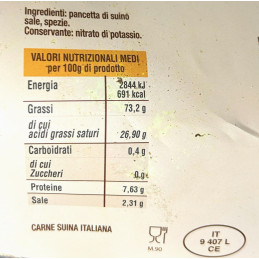 Ingredienti: pancetta di suino
sale, spezie.
Conservante: nitrato di potassio.
VALORI NUTRIZIONALI MEDI
per 100g di prodotto
Energia 2844 kJ
691 kcal
Grassi 73,2 g
di cui
acidi grassi saturi 26,90 g
Carboidrati 0,4 g
di cui
Zuccheri 0 g
Proteine 7,63 g
Sale 2,31 g
CARNE SUINA ITALIANA
M.90
IT
9 407 L
CE